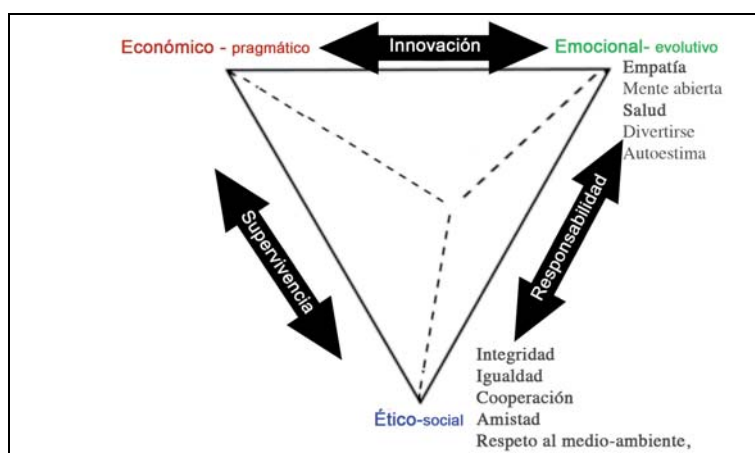 Económico - pragmático
Innovación
Emocional- evolutivo
Empatía
Mente abierta
Salud
Divertirse
Autoestima
Supervivencia
Responsabilidad
Integridad
Igualdad
Cooperación
Ético-social
Amistad
Respeto al medio-ambiente,